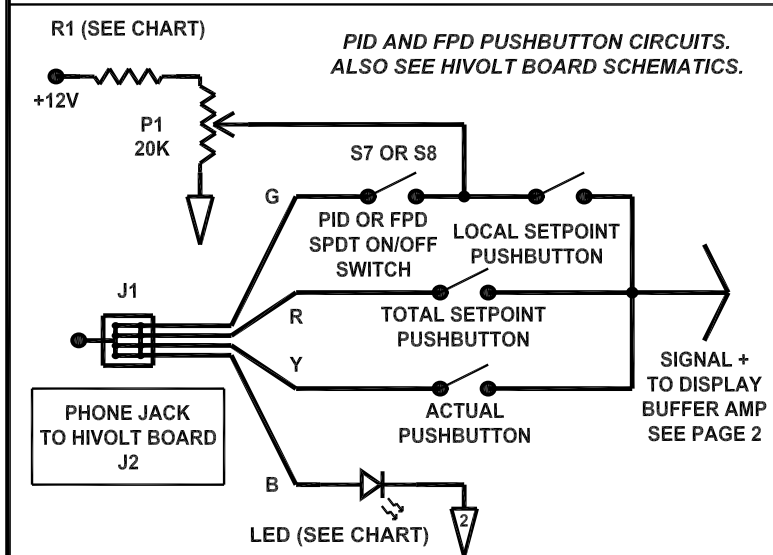 R1 (SEE CHART)
PID AND FPD PUSHBUTTON CIRCUITS.
ALSO SEE HIVOLT BOARD SCHEMATICS.
+12V
P1
20K
S7 OR S8
G
PID OR FPD
SPDT ON/OFF
SWITCH
LOCAL SETPOINT
PUSHBUTTON
J1
R
TOTAL SETPOINT
PUSHBUTTON
Y
ACTUAL
PUSHBUTTON
SIGNAL +
TO DISPLAY
BUFFER AMP
SEE PAGE 2
PHONE JACK
TO HIVOLT BOARD
J2
B
LED (SEE CHART)
2